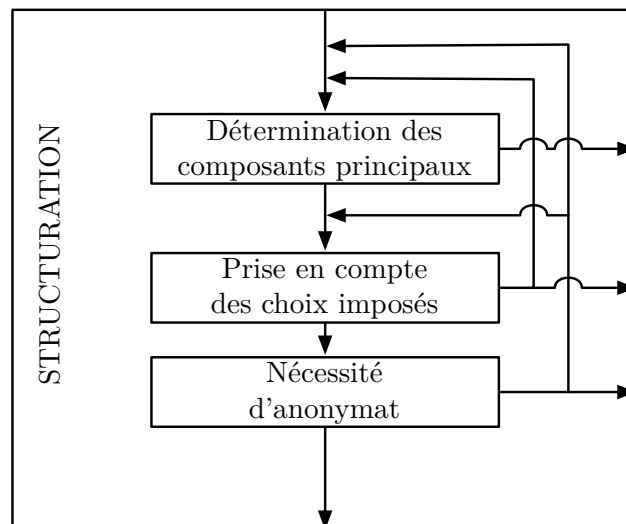 STRUCTURATION
Détermination des
composants principaux
Prise en compte
des choix imposés
Nécessité
d'anonymat